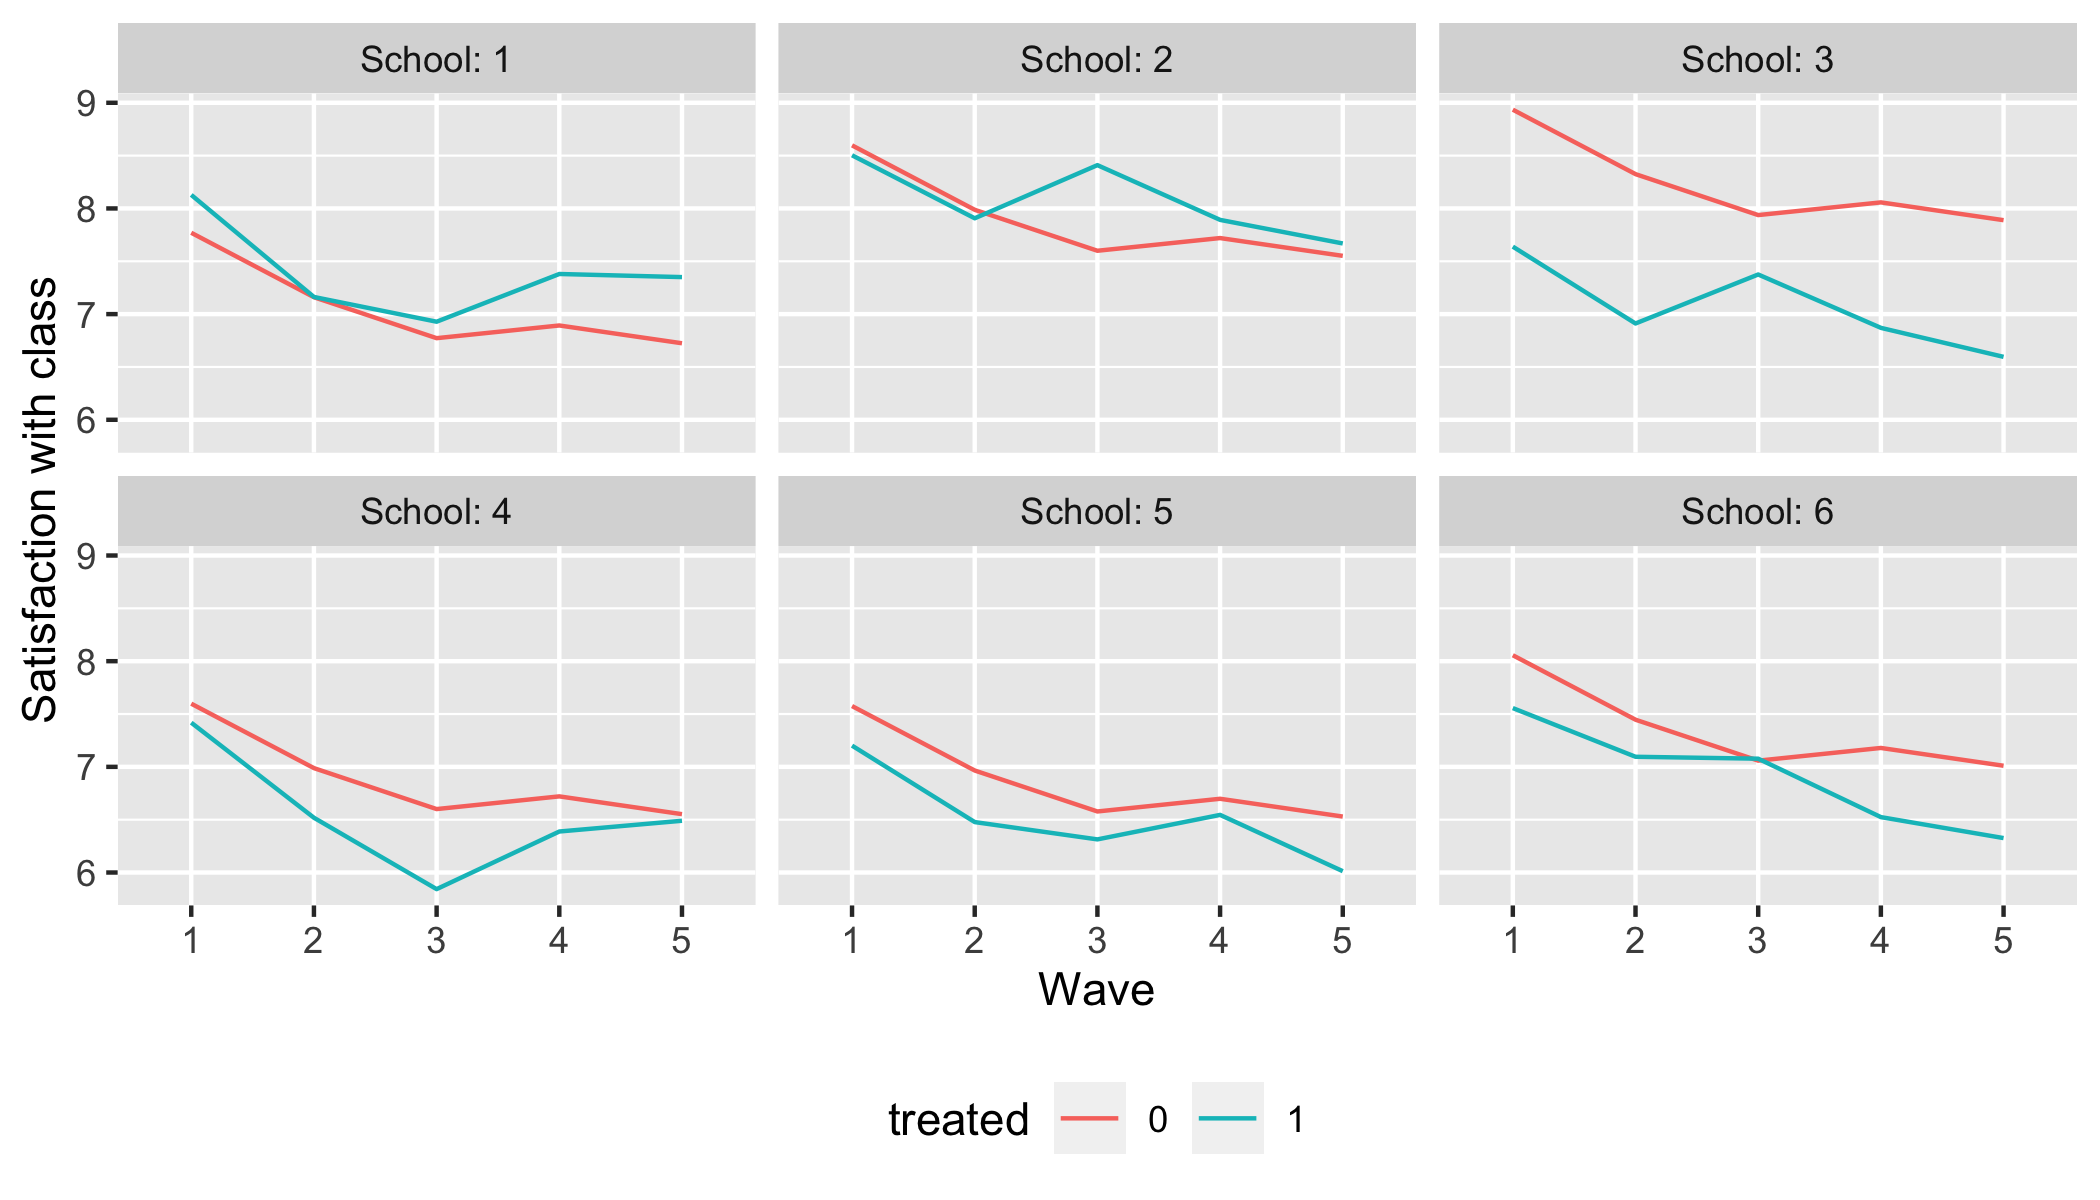 School: 1
School: 2
School: 3
9
8
7
6
School: 4
School: 5
School: 6
9
8
7
6
Satisfaction with class
1 2 3 4 5
1 2 3 4 5
1 2 3 4 5
Wave
treated 0 1